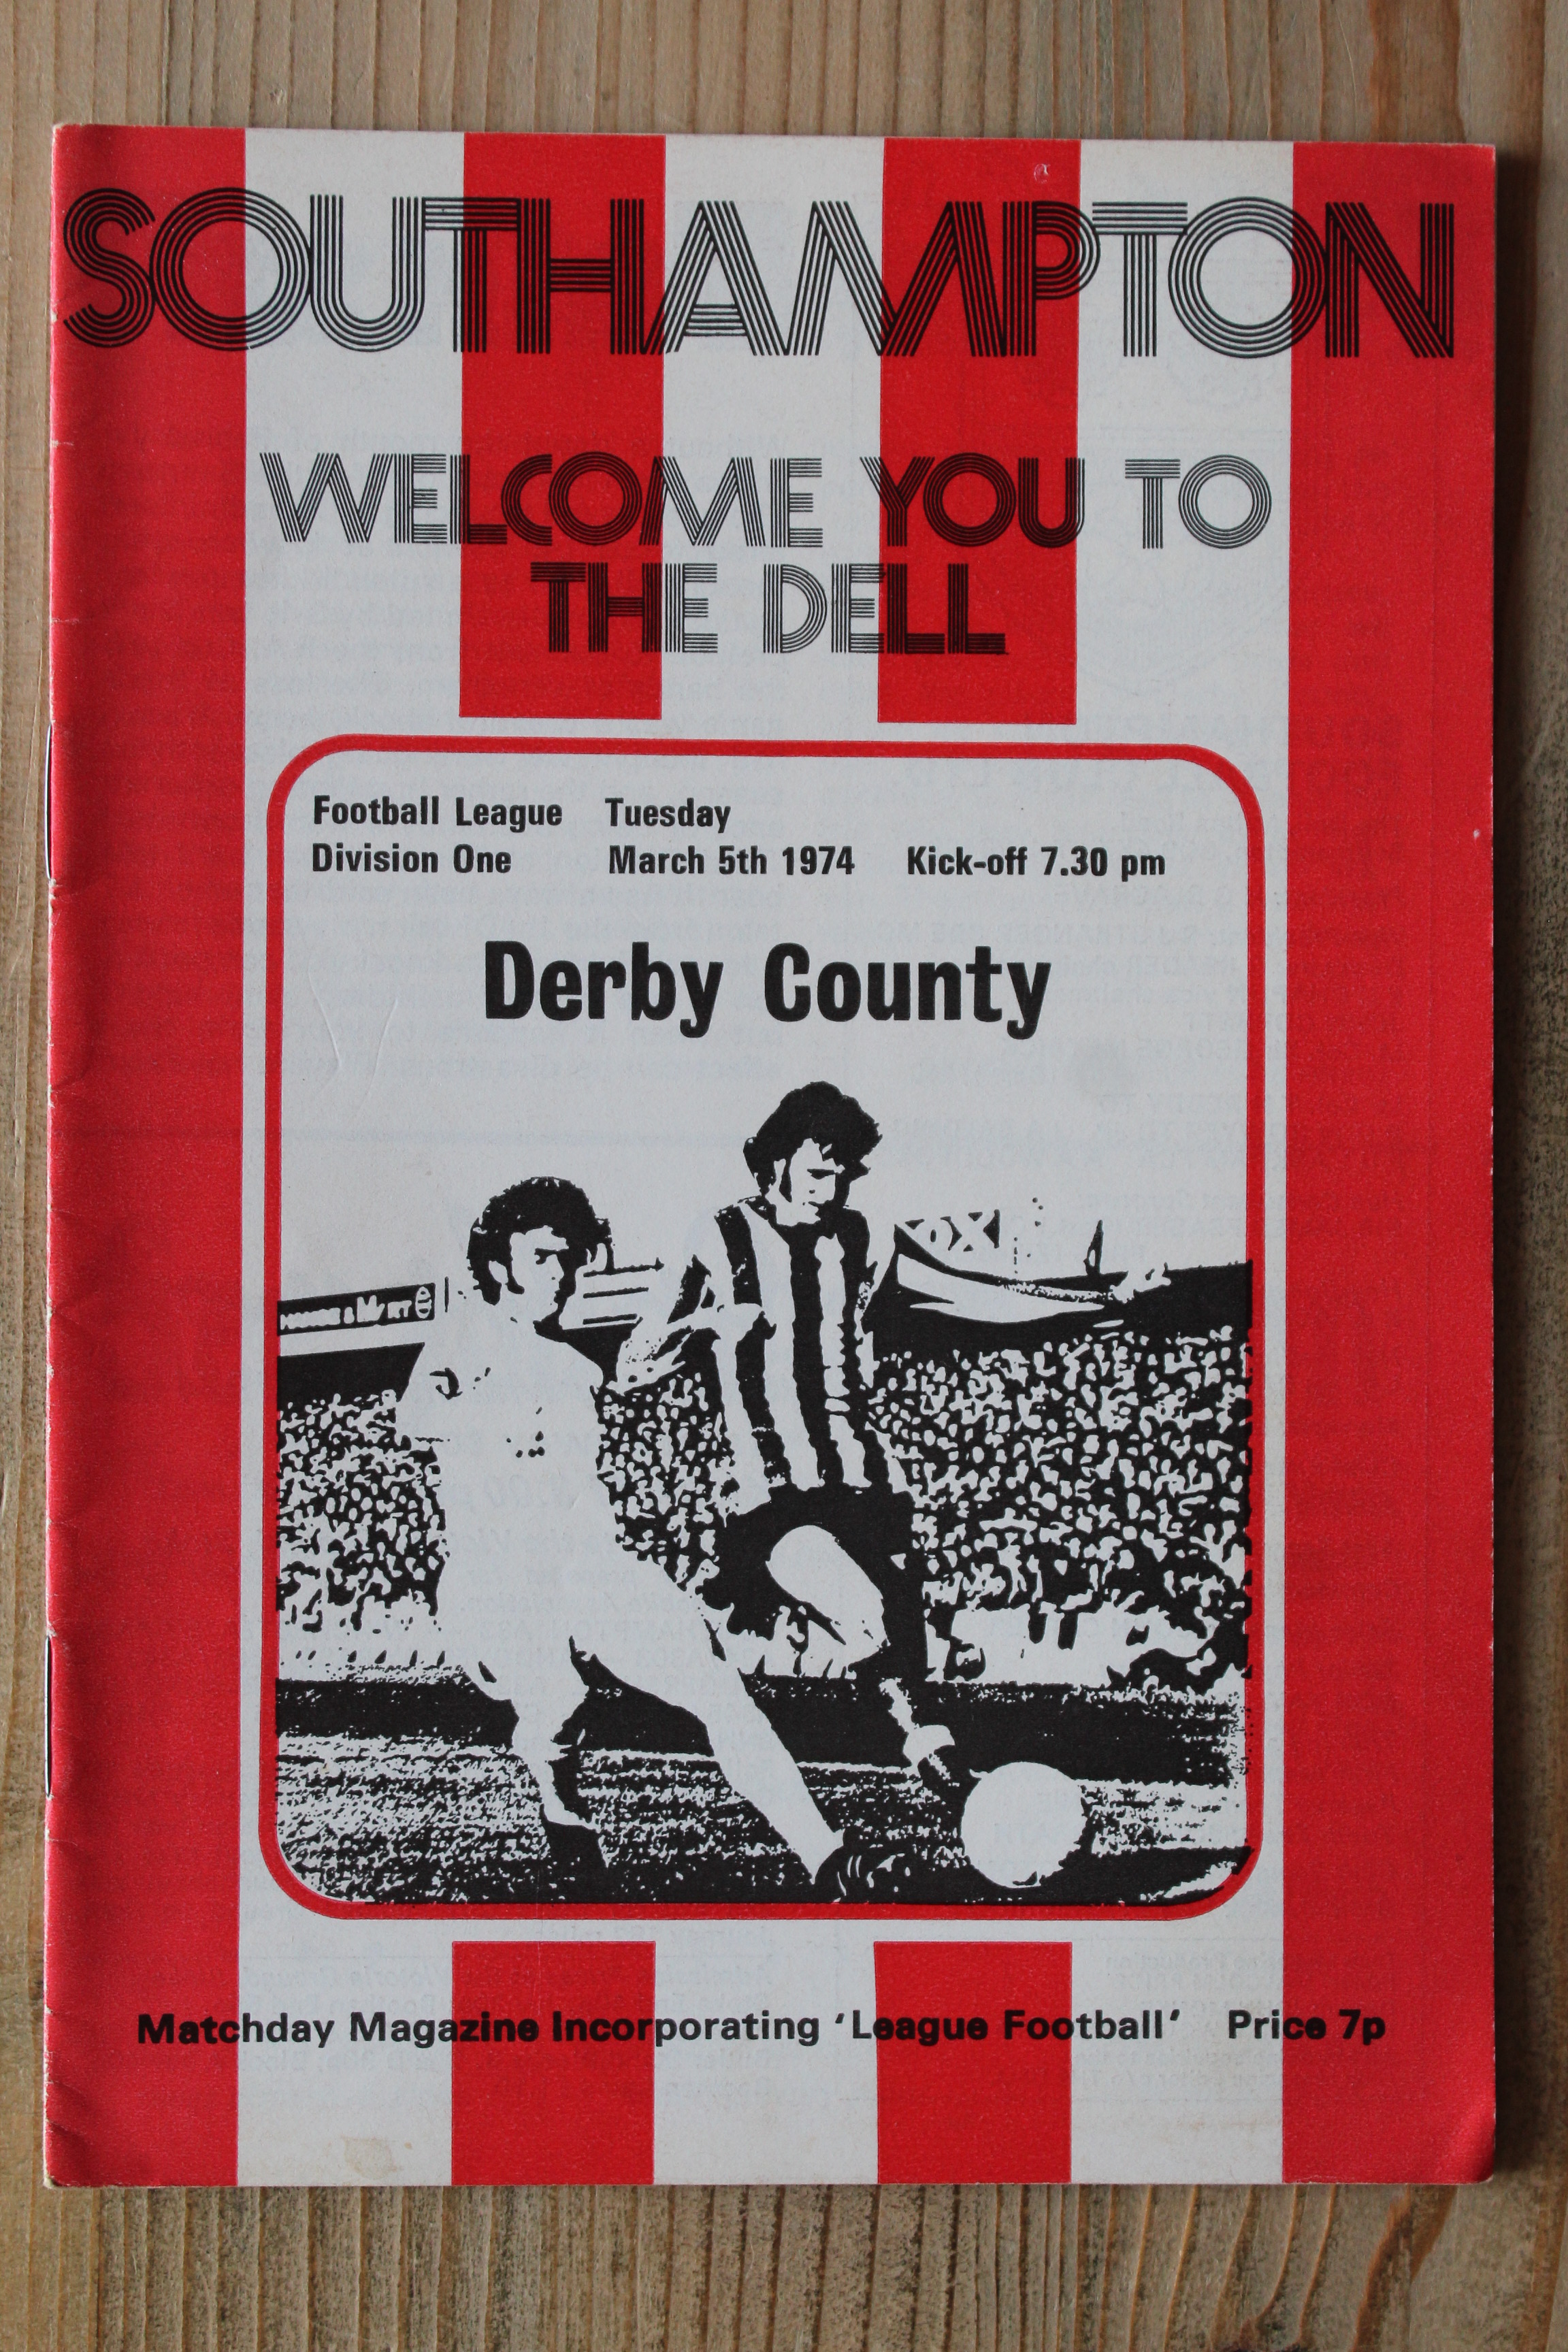 SOUTHAMPTON
WELCOME YOU TO
THE DELL
Football League Tuesday
Division One March 5th 1974 Kick-off 7.30 pm
Derby County
Matchday Magazine Incorporating ‘League Football’ Price 7p